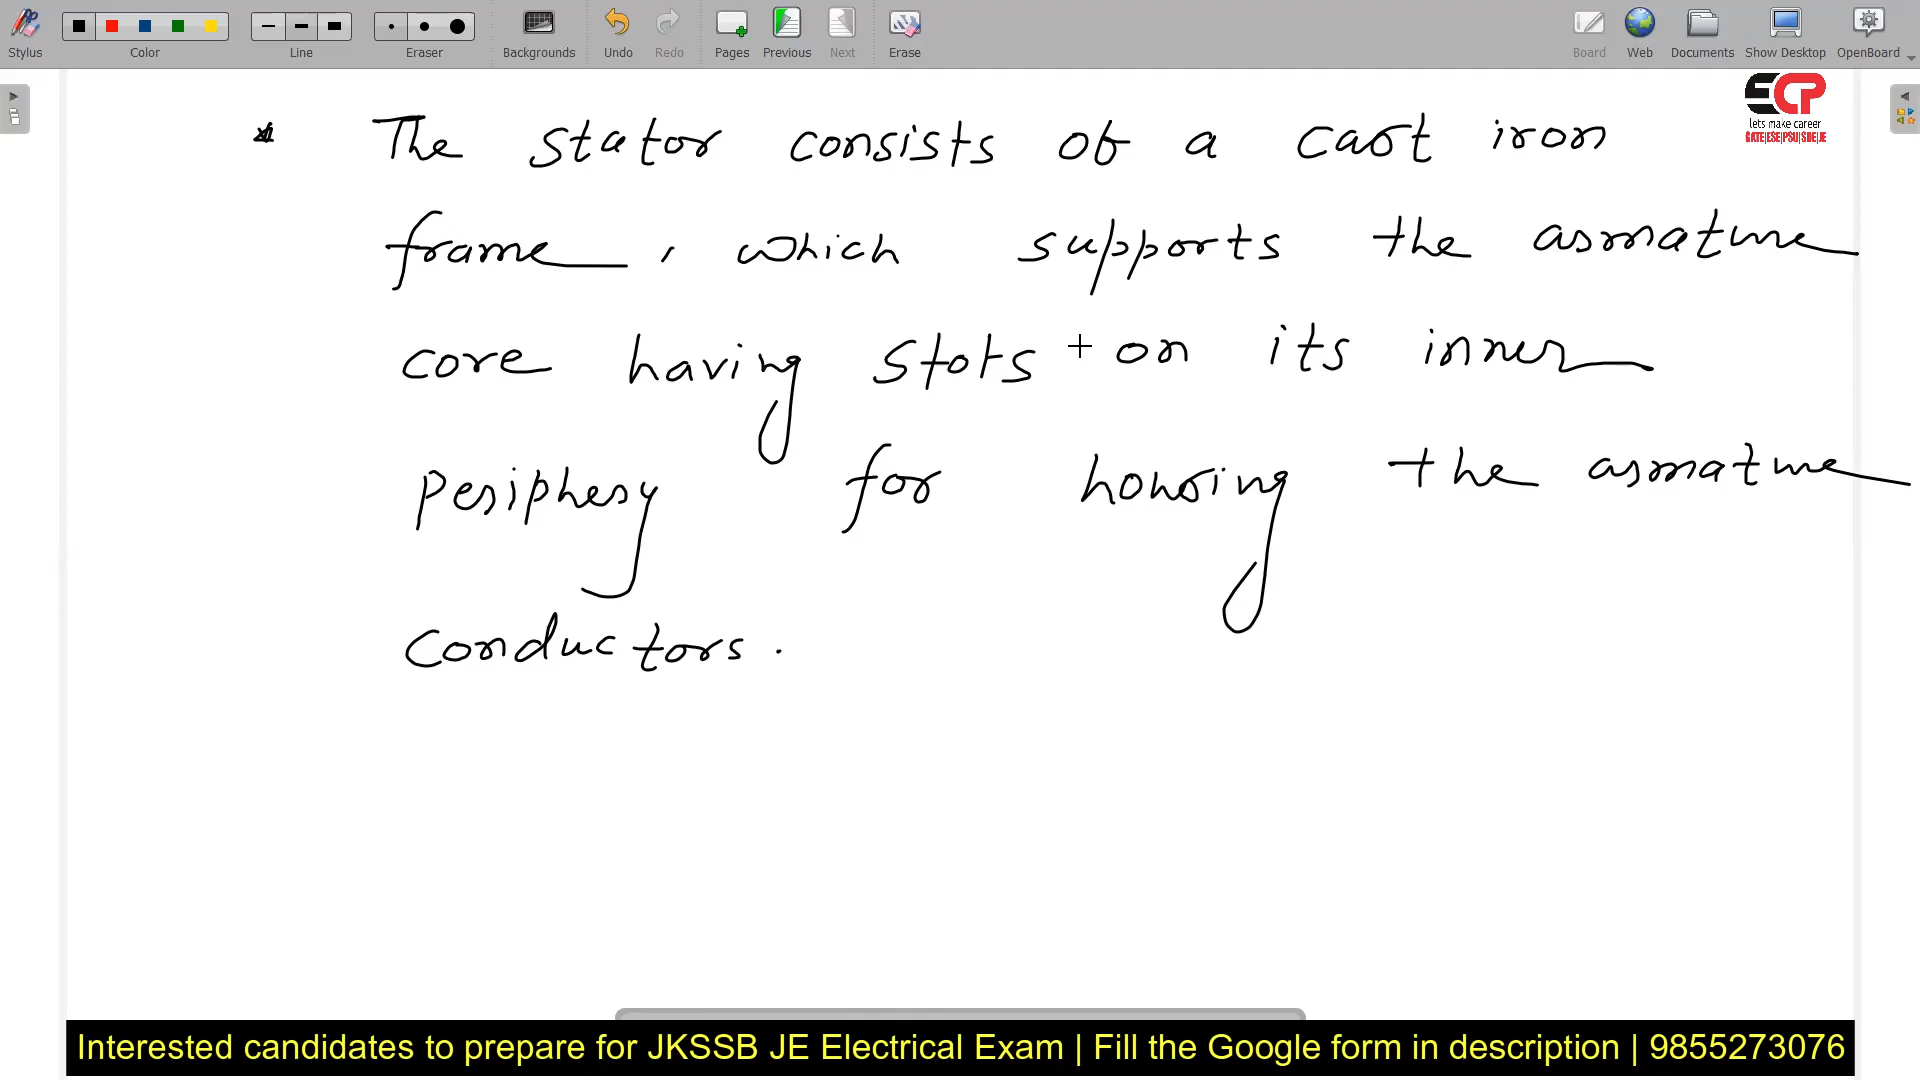 Stylus Color Line Eraser Backgrounds Undo Redo Pages Previous Next Erase Board Web Documents Show Desktop OpenBoard
ECP
lets make career
GATE|ESE|PSU|SDE|JE
* The stator consists of a cast iron
frame, which supports the armature
core having slots on its inner
periphery for housing the armature
conductors.
Interested candidates to prepare for JKSSB JE Electrical Exam | Fill the Google form in description | 9855273076